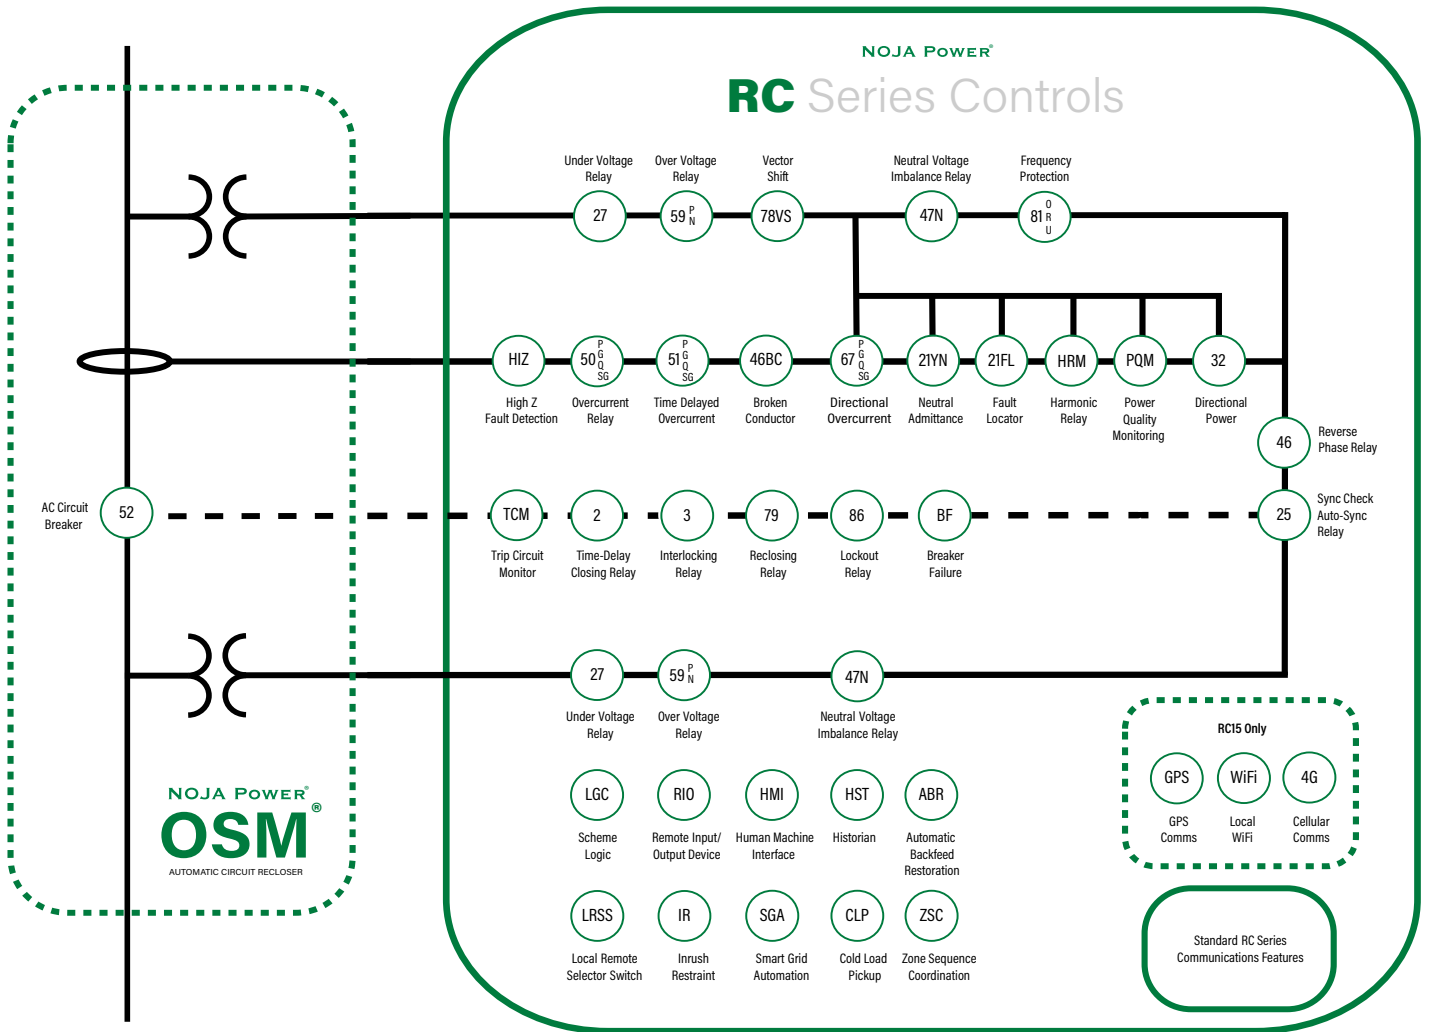 NOJA POWER®
RC Series Controls
Under Voltage
Relay
Over Voltage
Relay
Vector
Shift
Neutral Voltage
Imbalance Relay
Frequency
Protection
27
59 P N
78VS
47N
81 O R U
HIZ
50 P G Q SG
51 P G Q SG
46BC
67 P G Q SG
21YN
21FL
HRM
PQM
32
High Z
Fault Detection
Overcurrent
Relay
Time Delayed
Overcurrent
Broken
Conductor
Directional
Overcurrent
Neutral
Admittance
Fault
Locator
Harmonic
Relay
Power
Quality
Monitoring
Directional
Power
46
Reverse
Phase Relay
AC Circuit
Breaker
52
TCM
2
3
79
86
BF
25
Sync Check
Auto-Sync
Relay
Trip Circuit
Monitor
Time-Delay
Closing Relay
Interlocking
Relay
Reclosing
Relay
Lockout
Relay
Breaker
Failure
27
59 P N
47N
Under Voltage
Relay
Over Voltage
Relay
Neutral Voltage
Imbalance Relay
RC15 Only
GPS
WiFi
4G
GPS
Comms
Local
WiFi
Cellular
Comms
NOJA POWER®
OSM®
AUTOMATIC CIRCUIT RECLOSER
LGC
RIO
HMI
HST
ABR
Scheme
Logic
Remote Input/
Output Device
Human Machine
Interface
Historian
Automatic
Backfeed
Restoration
LRSS
IR
SGA
CLP
ZSC
Local Remote
Selector Switch
Inrush
Restraint
Smart Grid
Automation
Cold Load
Pickup
Zone Sequence
Coordination
Standard RC Series
Communications Features